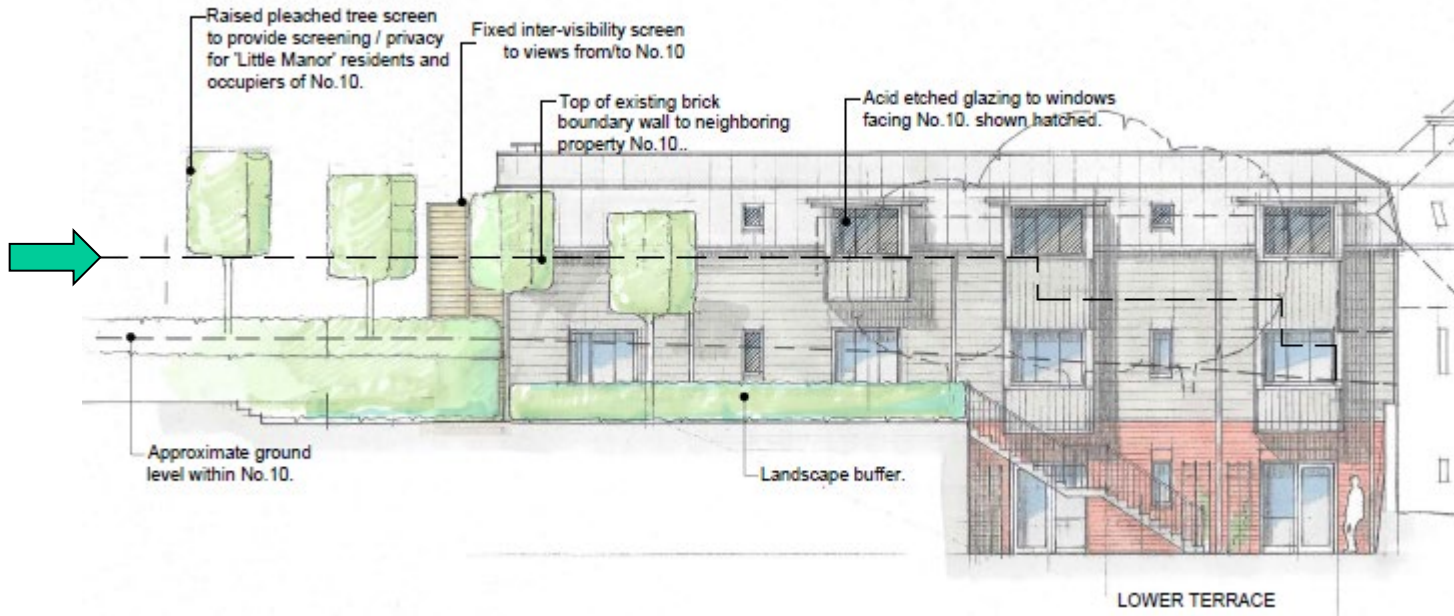 Raised pleached tree screen
to provide screening / privacy
for 'Little Manor' residents and
occupiers of No.10.
Fixed inter-visibility screen
to views from/to No.10
Top of existing brick
boundary wall to neighboring
property No.10..
Acid etched glazing to windows
facing No.10. shown hatched.
Approximate ground
level within No.10.
Landscape buffer.
LOWER TERRACE